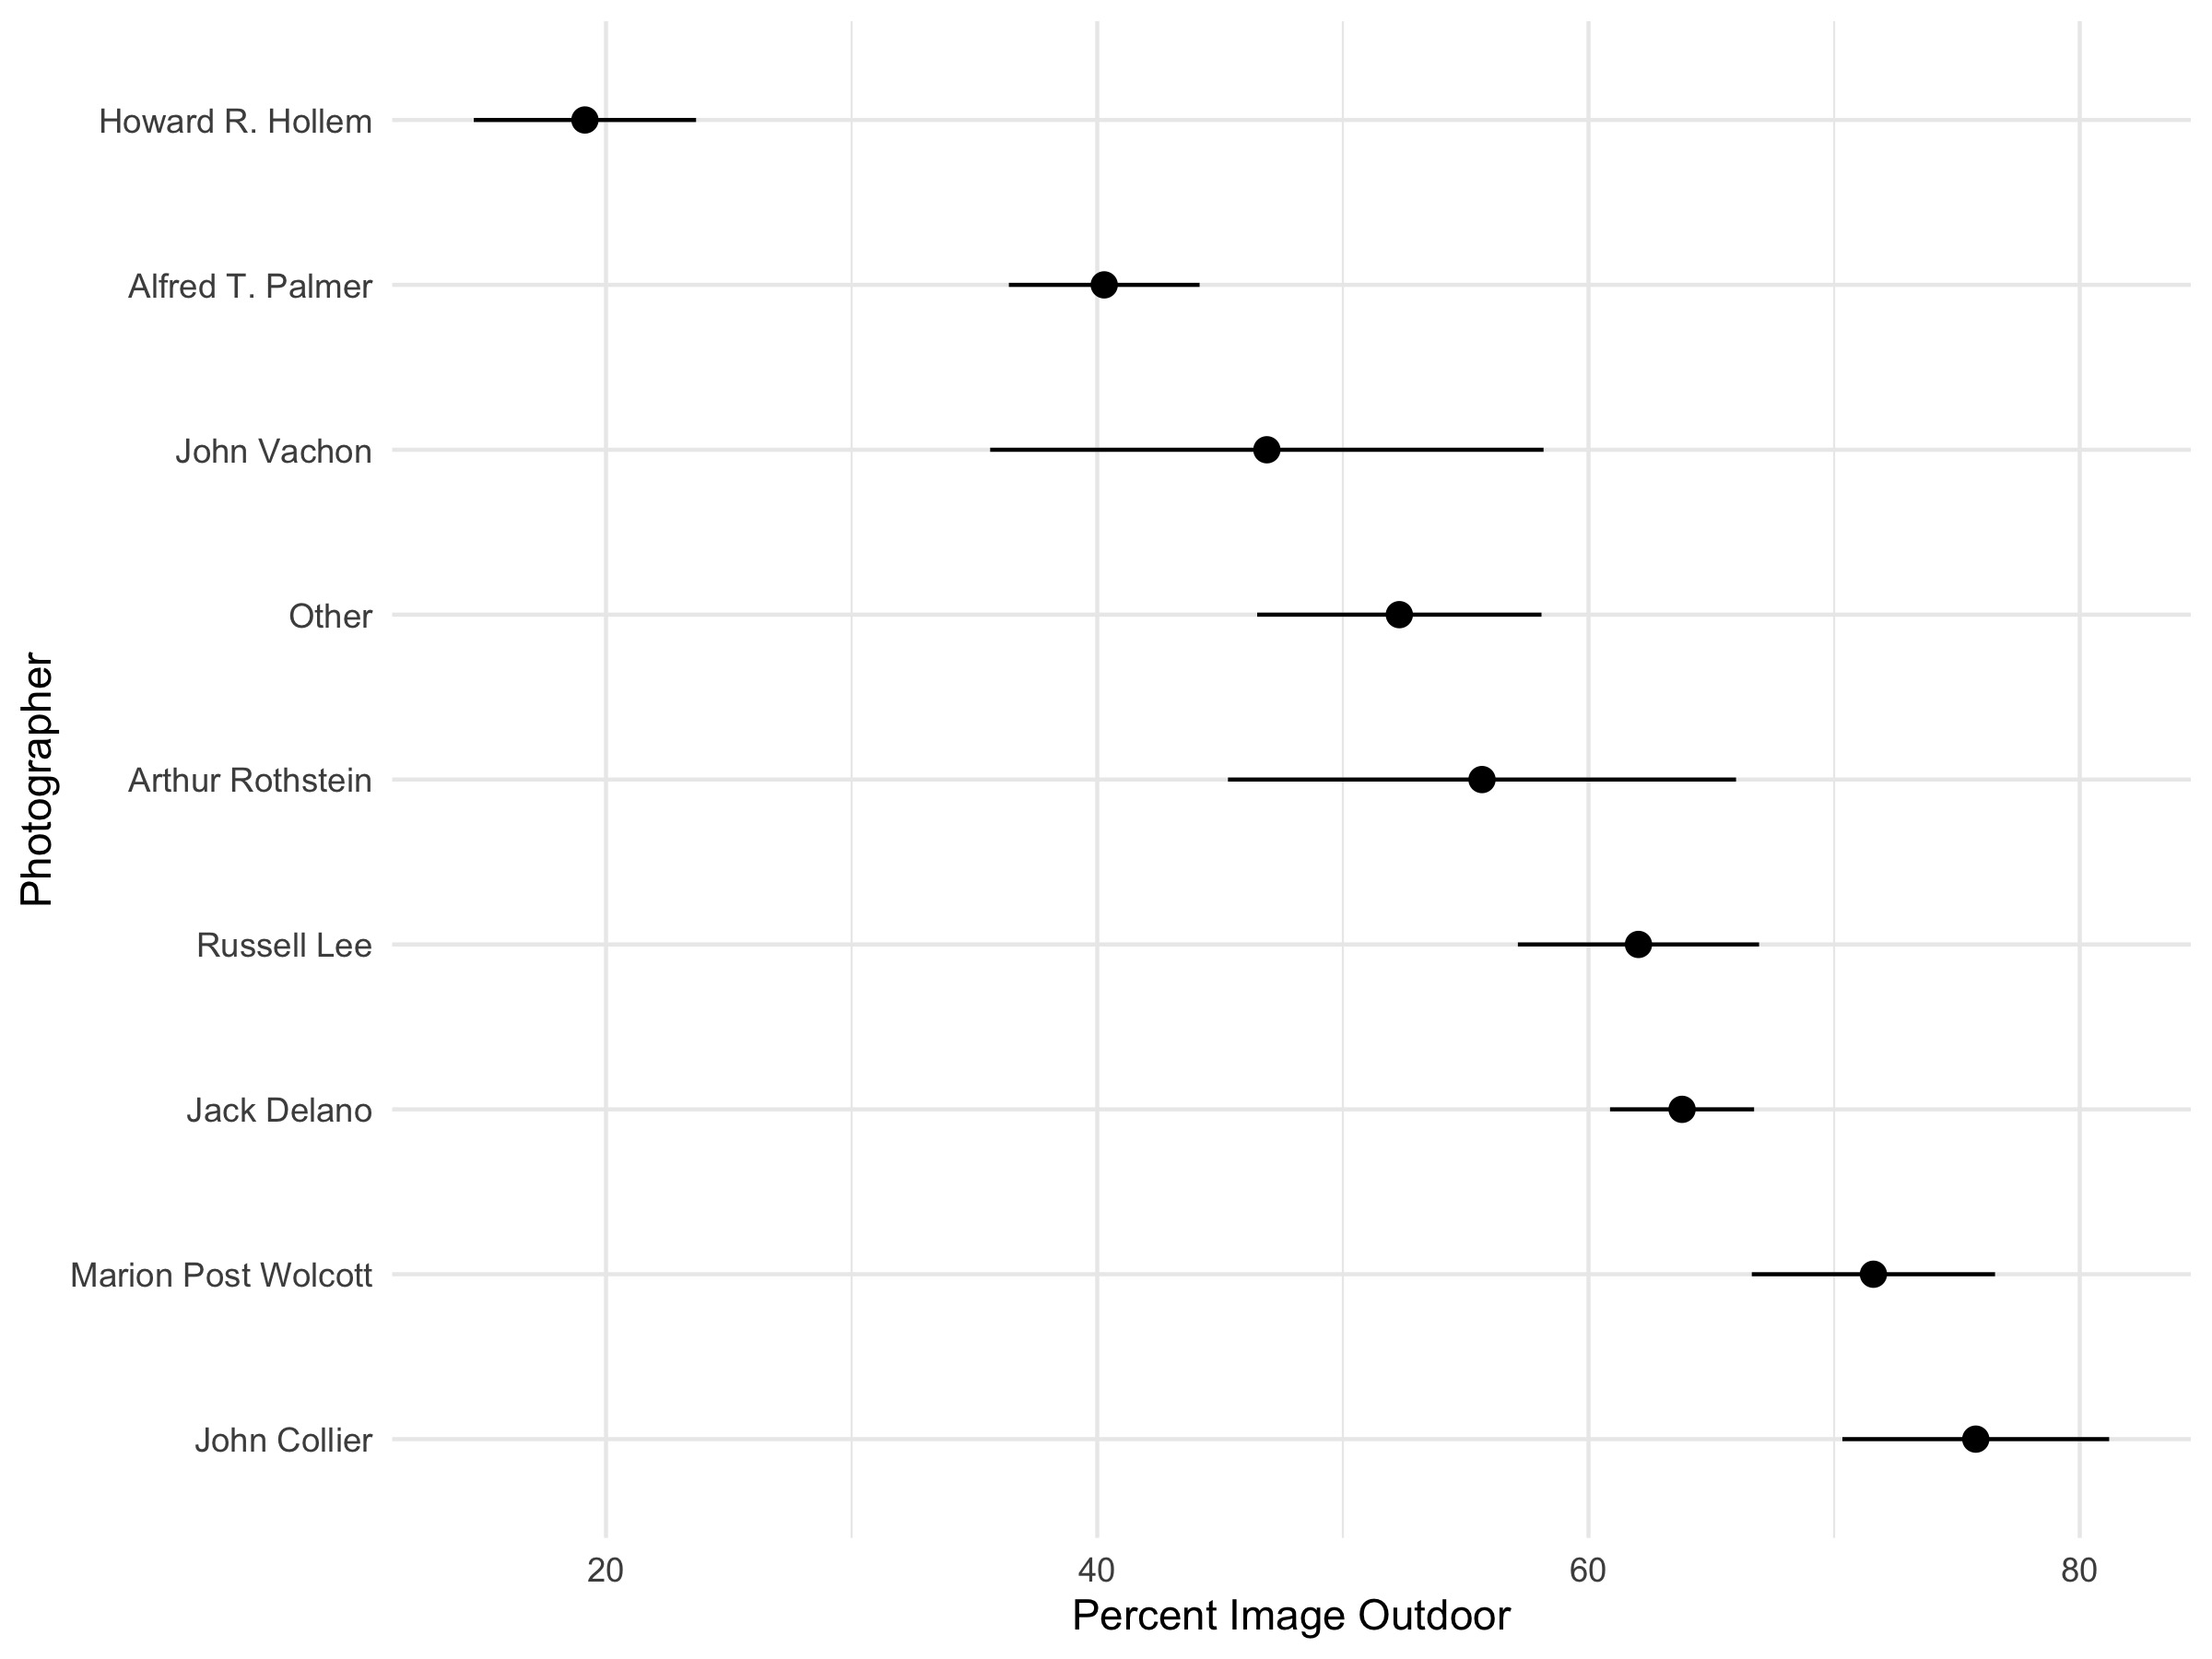 Photographer
Howard R. Hollem
Alfred T. Palmer
John Vachon
Other
Arthur Rothstein
Russell Lee
Jack Delano
Marion Post Wolcott
John Collier
20 40 60 80
Percent Image Outdoor